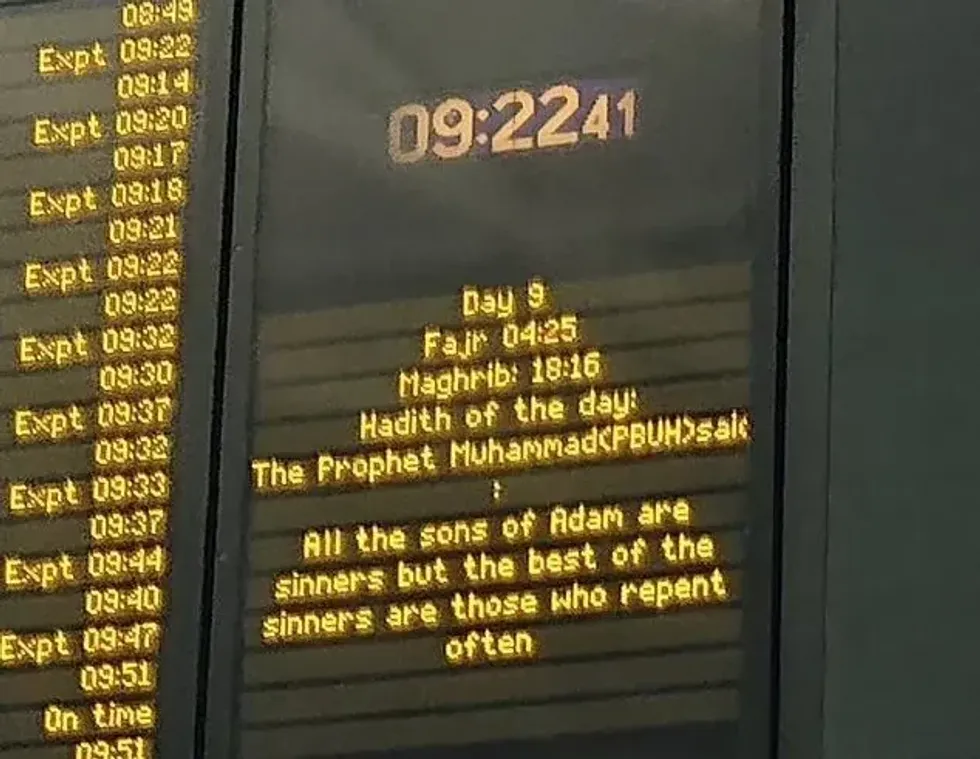 08:49
Expt 09:22
09:14
Expt 09:20
09:17
Expt 09:18
09:21
Expt 09:22
09:22
Expt 09:32
09:30
Expt 09:37
09:32
Expt 09:33
09:37
Expt 09:44
09:40
Expt 09:47
09:51
On time
09:51
09:2241
Day 9
Fajr 04:25
Maghrib: 18:16
Hadith of the day:
The Prophet Muhammad(PBUH)said
:
All the sons of Adam are
sinners but the best of the
sinners are those who repent
often